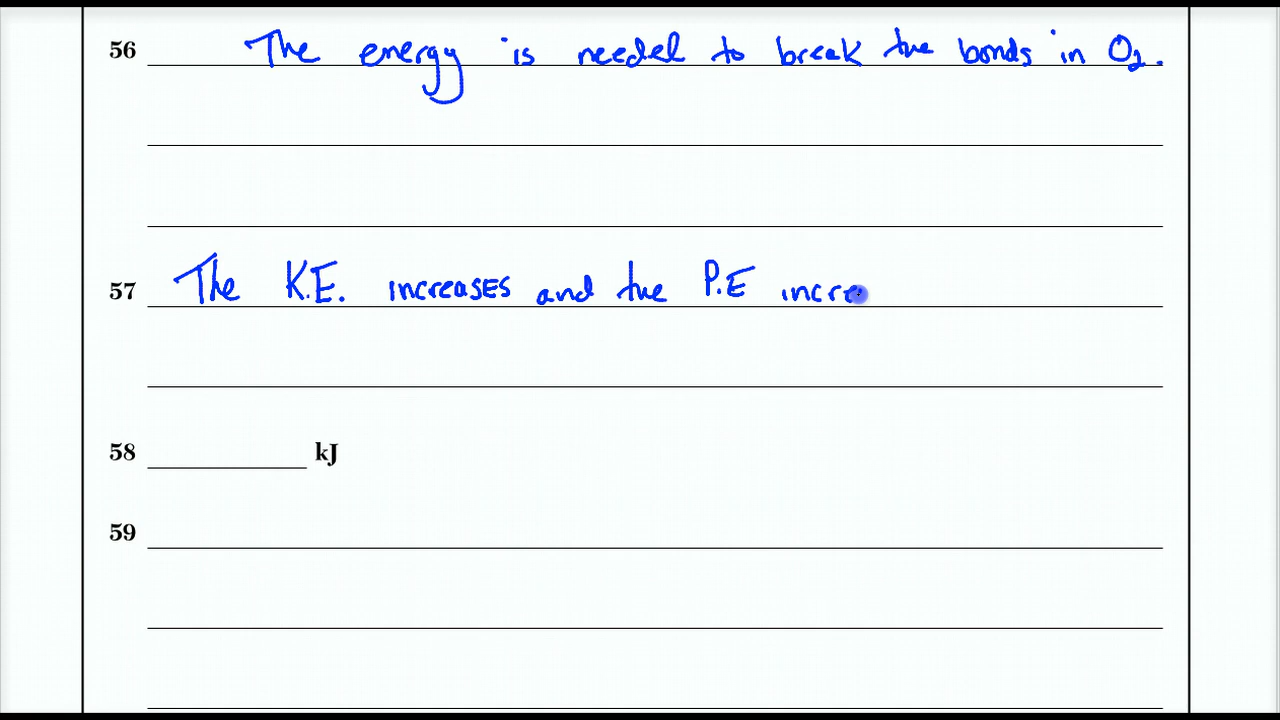 56 The energy is needed to break the bonds in O2.
57 The K.E. increases and the P.E incre
58 kJ
59